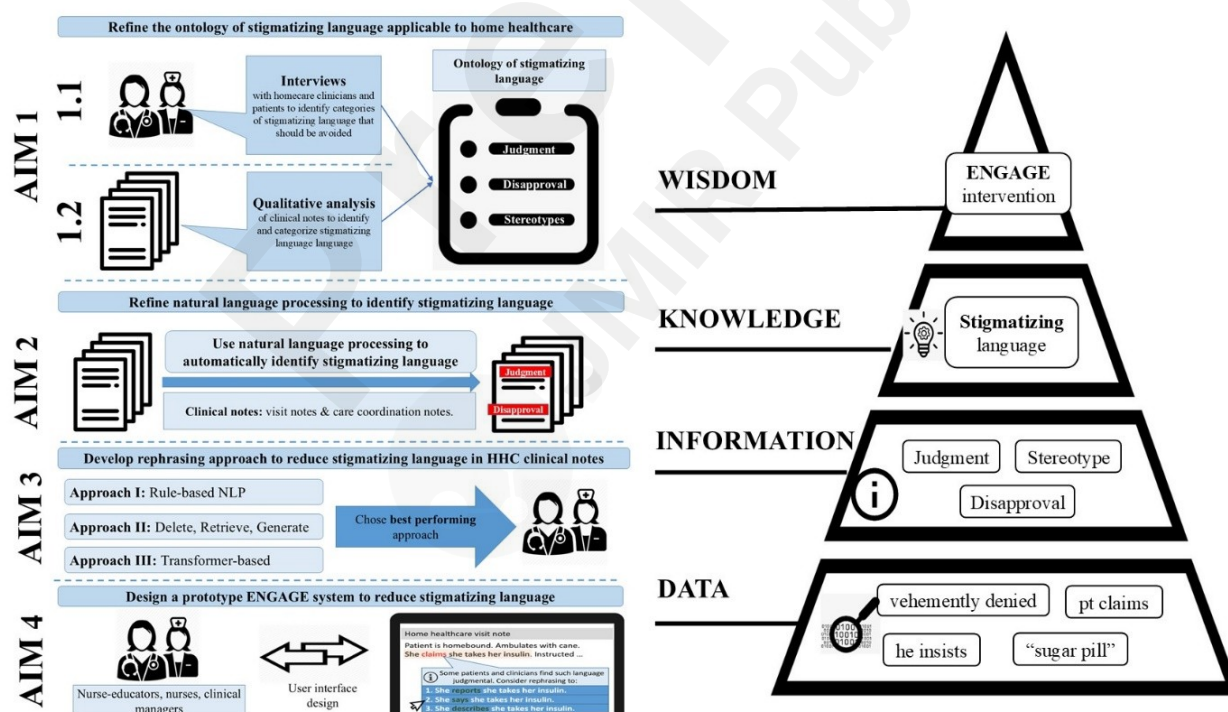 Refine the ontology of stigmatizing language applicable to home healthcare
AIM 1
1.1
Interviews
with homecare clinicians and
patients to identify categories
of stigmatizing language that
should be avoided
1.2
Qualitative analysis
of clinical notes to identify
and categorize stigmatizing
language language
Ontology of stigmatizing
language
Judgment
Disapproval
Stereotypes
Refine natural language processing to identify stigmatizing language
AIM 2
Use natural language processing to
automatically identify stigmatizing language
Clinical notes: visit notes & care coordination notes.
Judgment
Disapproval
Develop rephrasing approach to reduce stigmatizing language in HHC clinical notes
AIM 3
Approach I: Rule-based NLP
Approach II: Delete, Retrieve, Generate
Approach III: Transformer-based
Chose best performing
approach
Design a prototype ENGAGE system to reduce stigmatizing language
AIM 4
Nurse-educators, nurses, clinical
managers
User interface
design
Home healthcare visit note
Patient is homebound. Ambulates with cane.
She claims she takes her insulin. Instructed ...
i
Some patients and clinicians find such language
judgmental. Consider rephrasing to:
1. She reports she takes her insulin.
2. She says she takes her insulin.
3. She describes she takes her insulin.
WISDOM
ENGAGE
intervention
KNOWLEDGE
Stigmatizing
language
INFORMATION
i
Judgment
Stereotype
Disapproval
DATA
vehemently denied
pt claims
he insists
“sugar pill”